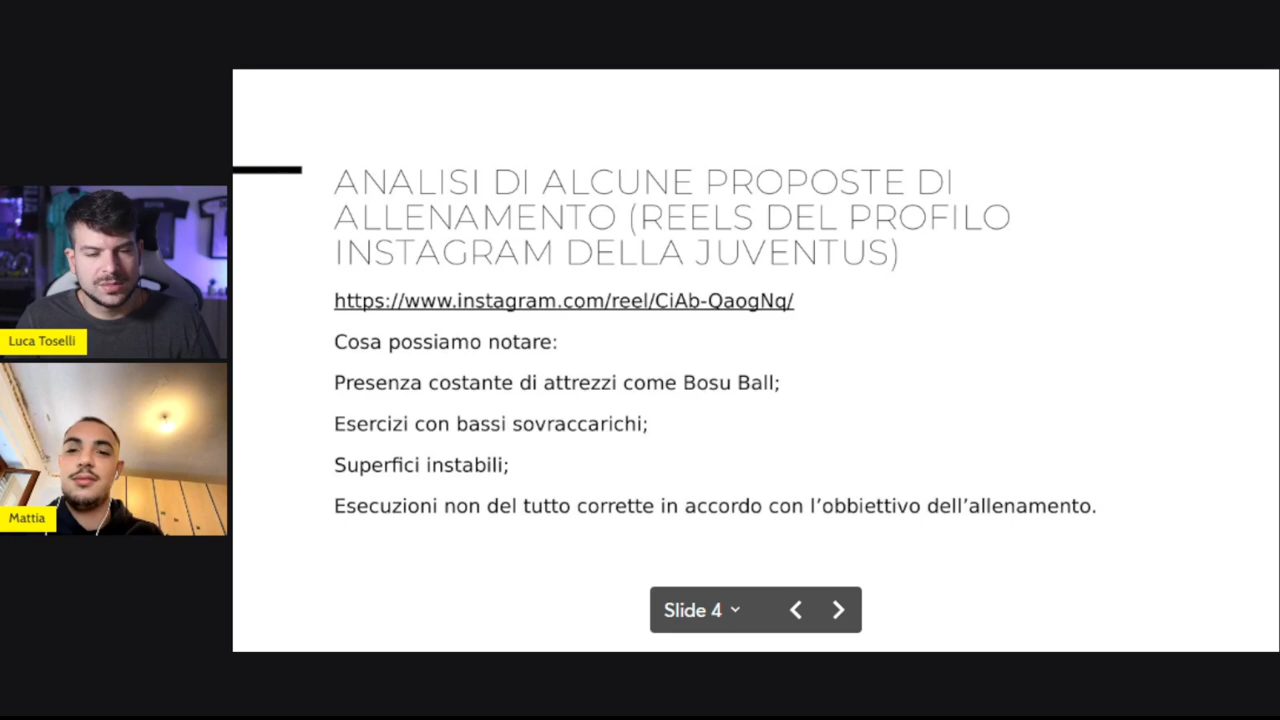 ANALISI DI ALCUNE PROPOSTE DI
ALLENAMENTO (REELS DEL PROFILO
INSTAGRAM DELLA JUVENTUS)
https://www.instagram.com/reel/CiAb-QaogNq/
Cosa possiamo notare:
Presenza costante di attrezzi come Bosu Ball;
Esercizi con bassi sovraccarichi;
Superfici instabili;
Esecuzioni non del tutto corrette in accordo con l’obbiettivo dell’allenamento.
Luca Toselli
Mattia
Slide 4